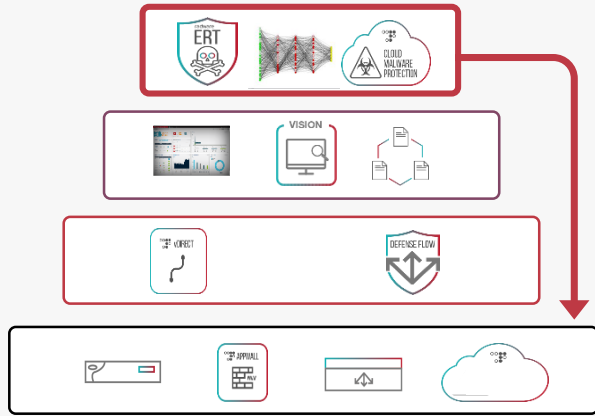 ERT
CLOUD
MALWARE
PROTECTION
VISION
vDIRECT
DEFENSE FLOW
APPWALL